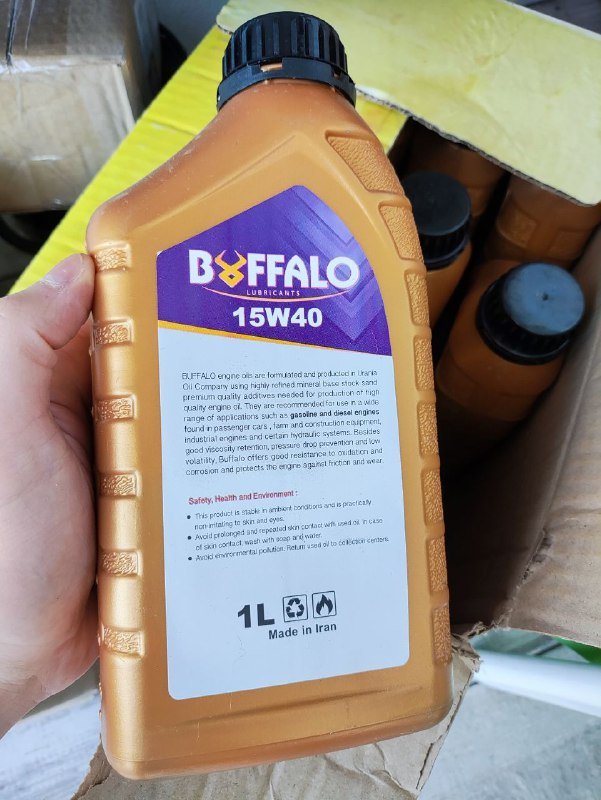 BUFFALO
LUBRICANTS
15W40
BUFFALO engine oils are formulated and produced in Urania
Oil Company using highly refined mineral base stock sand
premium quality additives needed for production of high
quality engine oil. They are recommended for use in a wide
range of applications such as gasoline and diesel engines
found in passenger cars , farm and construction equipment,
industrial engines and certain hydraulic systems. Besides
good viscosity retention, pressure drop prevention and low
volatility, Buffalo offers good resistance to oxidation and
corrosion and protects the engine against friction and wear.
Safety, Health and Environment :
● This product is stable in ambient conditions and is practically
non-irritating to skin and eyes.
● Avoid prolonged and repeated skin contact with used oil. In case
of skin contact, wash with soap and water.
● Avoid environmental pollution. Return used oil to collection centers.
1L
Made in Iran